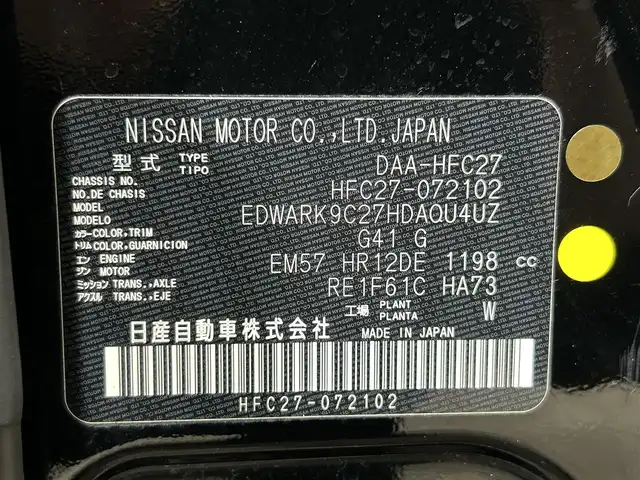 NISSAN MOTOR CO.,LTD.JAPAN
型式 TYPE TIPO DAA-HFC27
CHASSIS NO. NO.DE CHASIS HFC27-072102
MODEL MODELO EDWARK9C27HDAQU4UZ
カラー COLOR,TRIM トリム COLOR,GUARNICION G41 G
エン ENGINE ジン MOTOR EM57 HR12DE 1198 cc
ミッション TRANS.,AXLE アクスル TRANS.,EJE RE1F61C HA73
工場 PLANT PLANTA W
日産自動車株式会社 MADE IN JAPAN
HFC27-072102